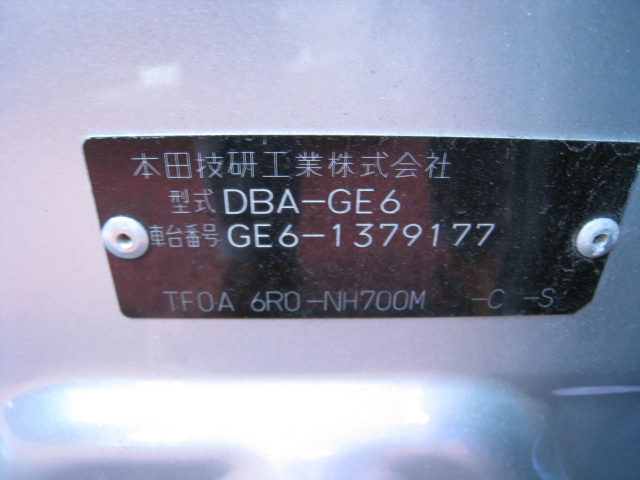 本田技研工業株式会社
型式 DBA-GE6
車台番号 GE6-1379177
TF0A 6R0-NH700M -C -S